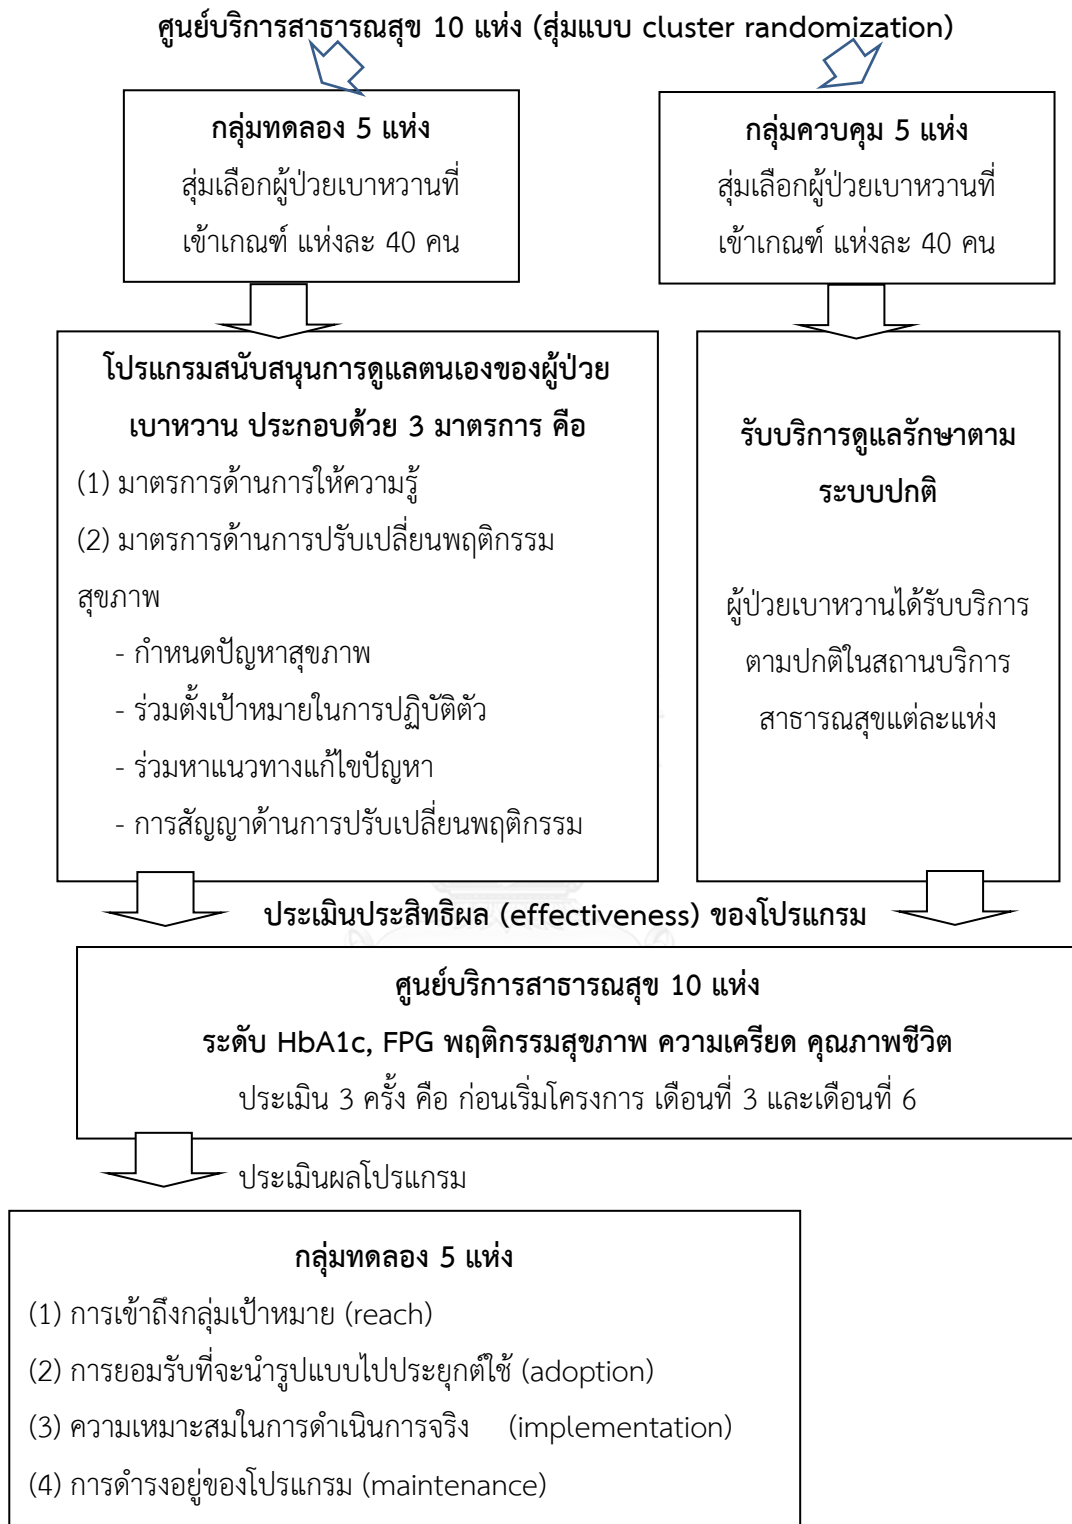 ศูนย์บริการสาธารณสุข 10 แห่ง (สุ่มแบบ cluster randomization)
กลุ่มทดลอง 5 แห่ง
สุ่มเลือกผู้ป่วยเบาหวานที่
เข้าเกณฑ์ แห่งละ 40 คน
กลุ่มควบคุม 5 แห่ง
สุ่มเลือกผู้ป่วยเบาหวานที่
เข้าเกณฑ์ แห่งละ 40 คน
โปรแกรมสนับสนุนการดูแลตนเองของผู้ป่วย
เบาหวาน ประกอบด้วย 3 มาตรการ คือ
(1) มาตรการด้านการให้ความรู้
(2) มาตรการด้านการปรับเปลี่ยนพฤติกรรม
สุขภาพ
- กำหนดปัญหาสุขภาพ
- ร่วมตั้งเป้าหมายในการปฏิบัติตัว
- ร่วมหาแนวทางแก้ไขปัญหา
- การสัญญาด้านการปรับเปลี่ยนพฤติกรรม
รับบริการดูแลรักษาตาม
ระบบปกติ
ผู้ป่วยเบาหวานได้รับบริการ
ตามปกติในสถานบริการ
สาธารณสุขแต่ละแห่ง
ประเมินประสิทธิผล (effectiveness) ของโปรแกรม
ศูนย์บริการสาธารณสุข 10 แห่ง
ระดับ HbA1c, FPG พฤติกรรมสุขภาพ ความเครียด คุณภาพชีวิต
ประเมิน 3 ครั้ง คือ ก่อนเริ่มโครงการ เดือนที่ 3 และเดือนที่ 6
ประเมินผลโปรแกรม
กลุ่มทดลอง 5 แห่ง
(1) การเข้าถึงกลุ่มเป้าหมาย (reach)
(2) การยอมรับที่จะนำรูปแบบไปประยุกต์ใช้ (adoption)
(3) ความเหมาะสมในการดำเนินการจริง (implementation)
(4) การดำรงอยู่ของโปรแกรม (maintenance)